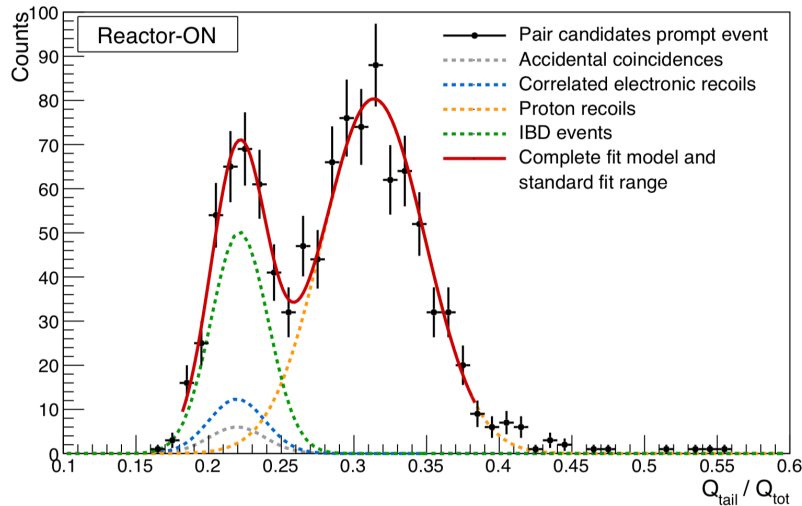 Reactor-ON
Counts
100
90
80
70
60
50
40
30
20
10
0
Pair candidates prompt event
Accidental coincidences
Correlated electronic recoils
Proton recoils
IBD events
Complete fit model and
standard fit range
0.1 0.15 0.2 0.25 0.3 0.35 0.4 0.45 0.5 0.55 0.6
Qtail / Qtot